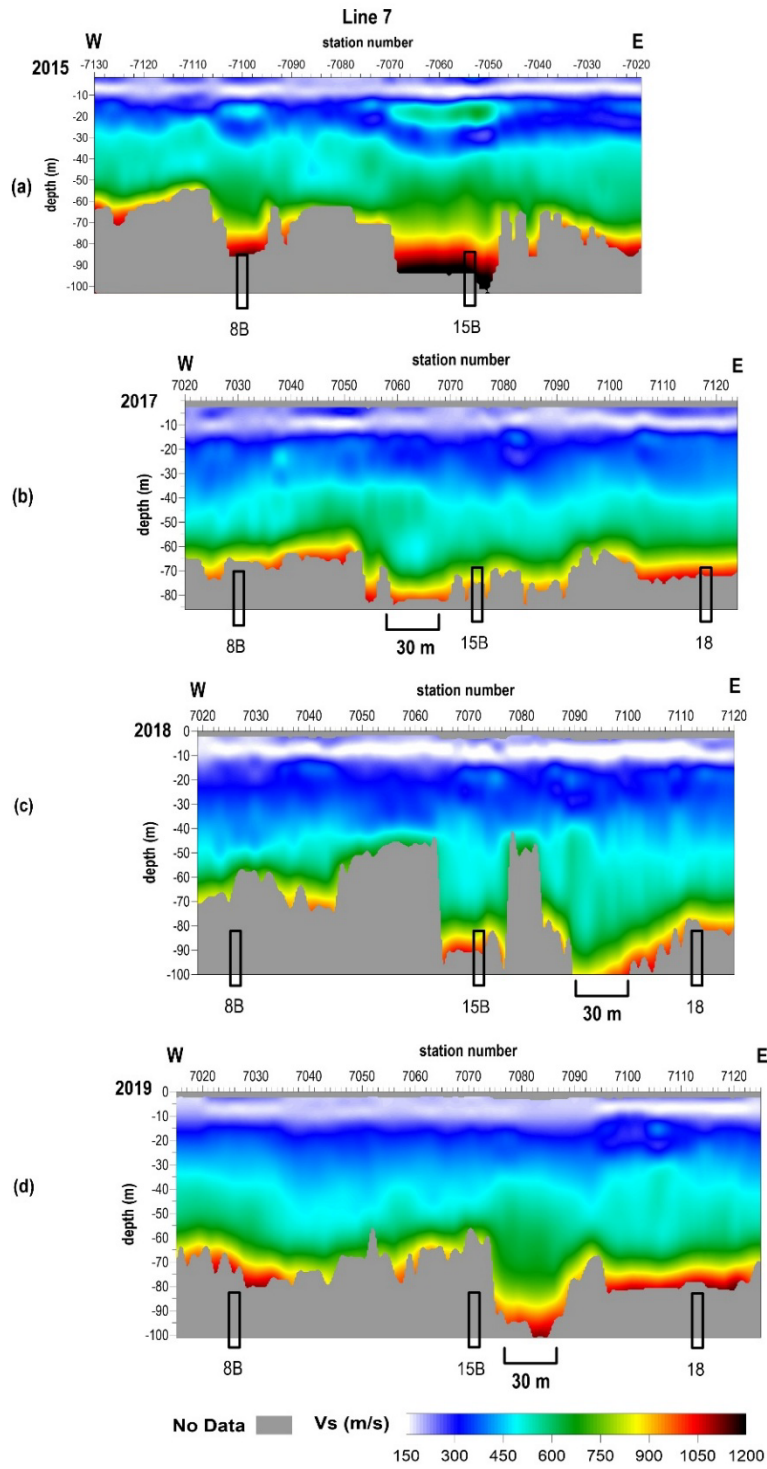 Line 7
W station number E
2015 -7130 -7120 -7110 -7100 -7090 -7080 -7070 -7060 -7050 -7040 -7030 -7020
(a)
depth (m)
-10
-20
-30
-40
-50
-60
-70
-80
-90
-100
8B 15B
W station number E
7020 7030 7040 7050 7060 7070 7080 7090 7100 7110 7120
2017 0
(b)
depth (m)
-10
-20
-30
-40
-50
-60
-70
-80
8B 30 m 15B 18
W station number E
7020 7030 7040 7050 7060 7070 7080 7090 7100 7110 7120
2018 0
(c)
depth (m)
-10
-20
-30
-40
-50
-60
-70
-80
-90
-100
8B 15B 30 m 18
W station number E
7020 7030 7040 7050 7060 7070 7080 7090 7100 7110 7120
2019 0
(d)
depth (m)
-10
-20
-30
-40
-50
-60
-70
-80
-90
-100
8B 15B 30 m 18
No Data Vs (m/s)
150 300 450 600 750 900 1050 1200